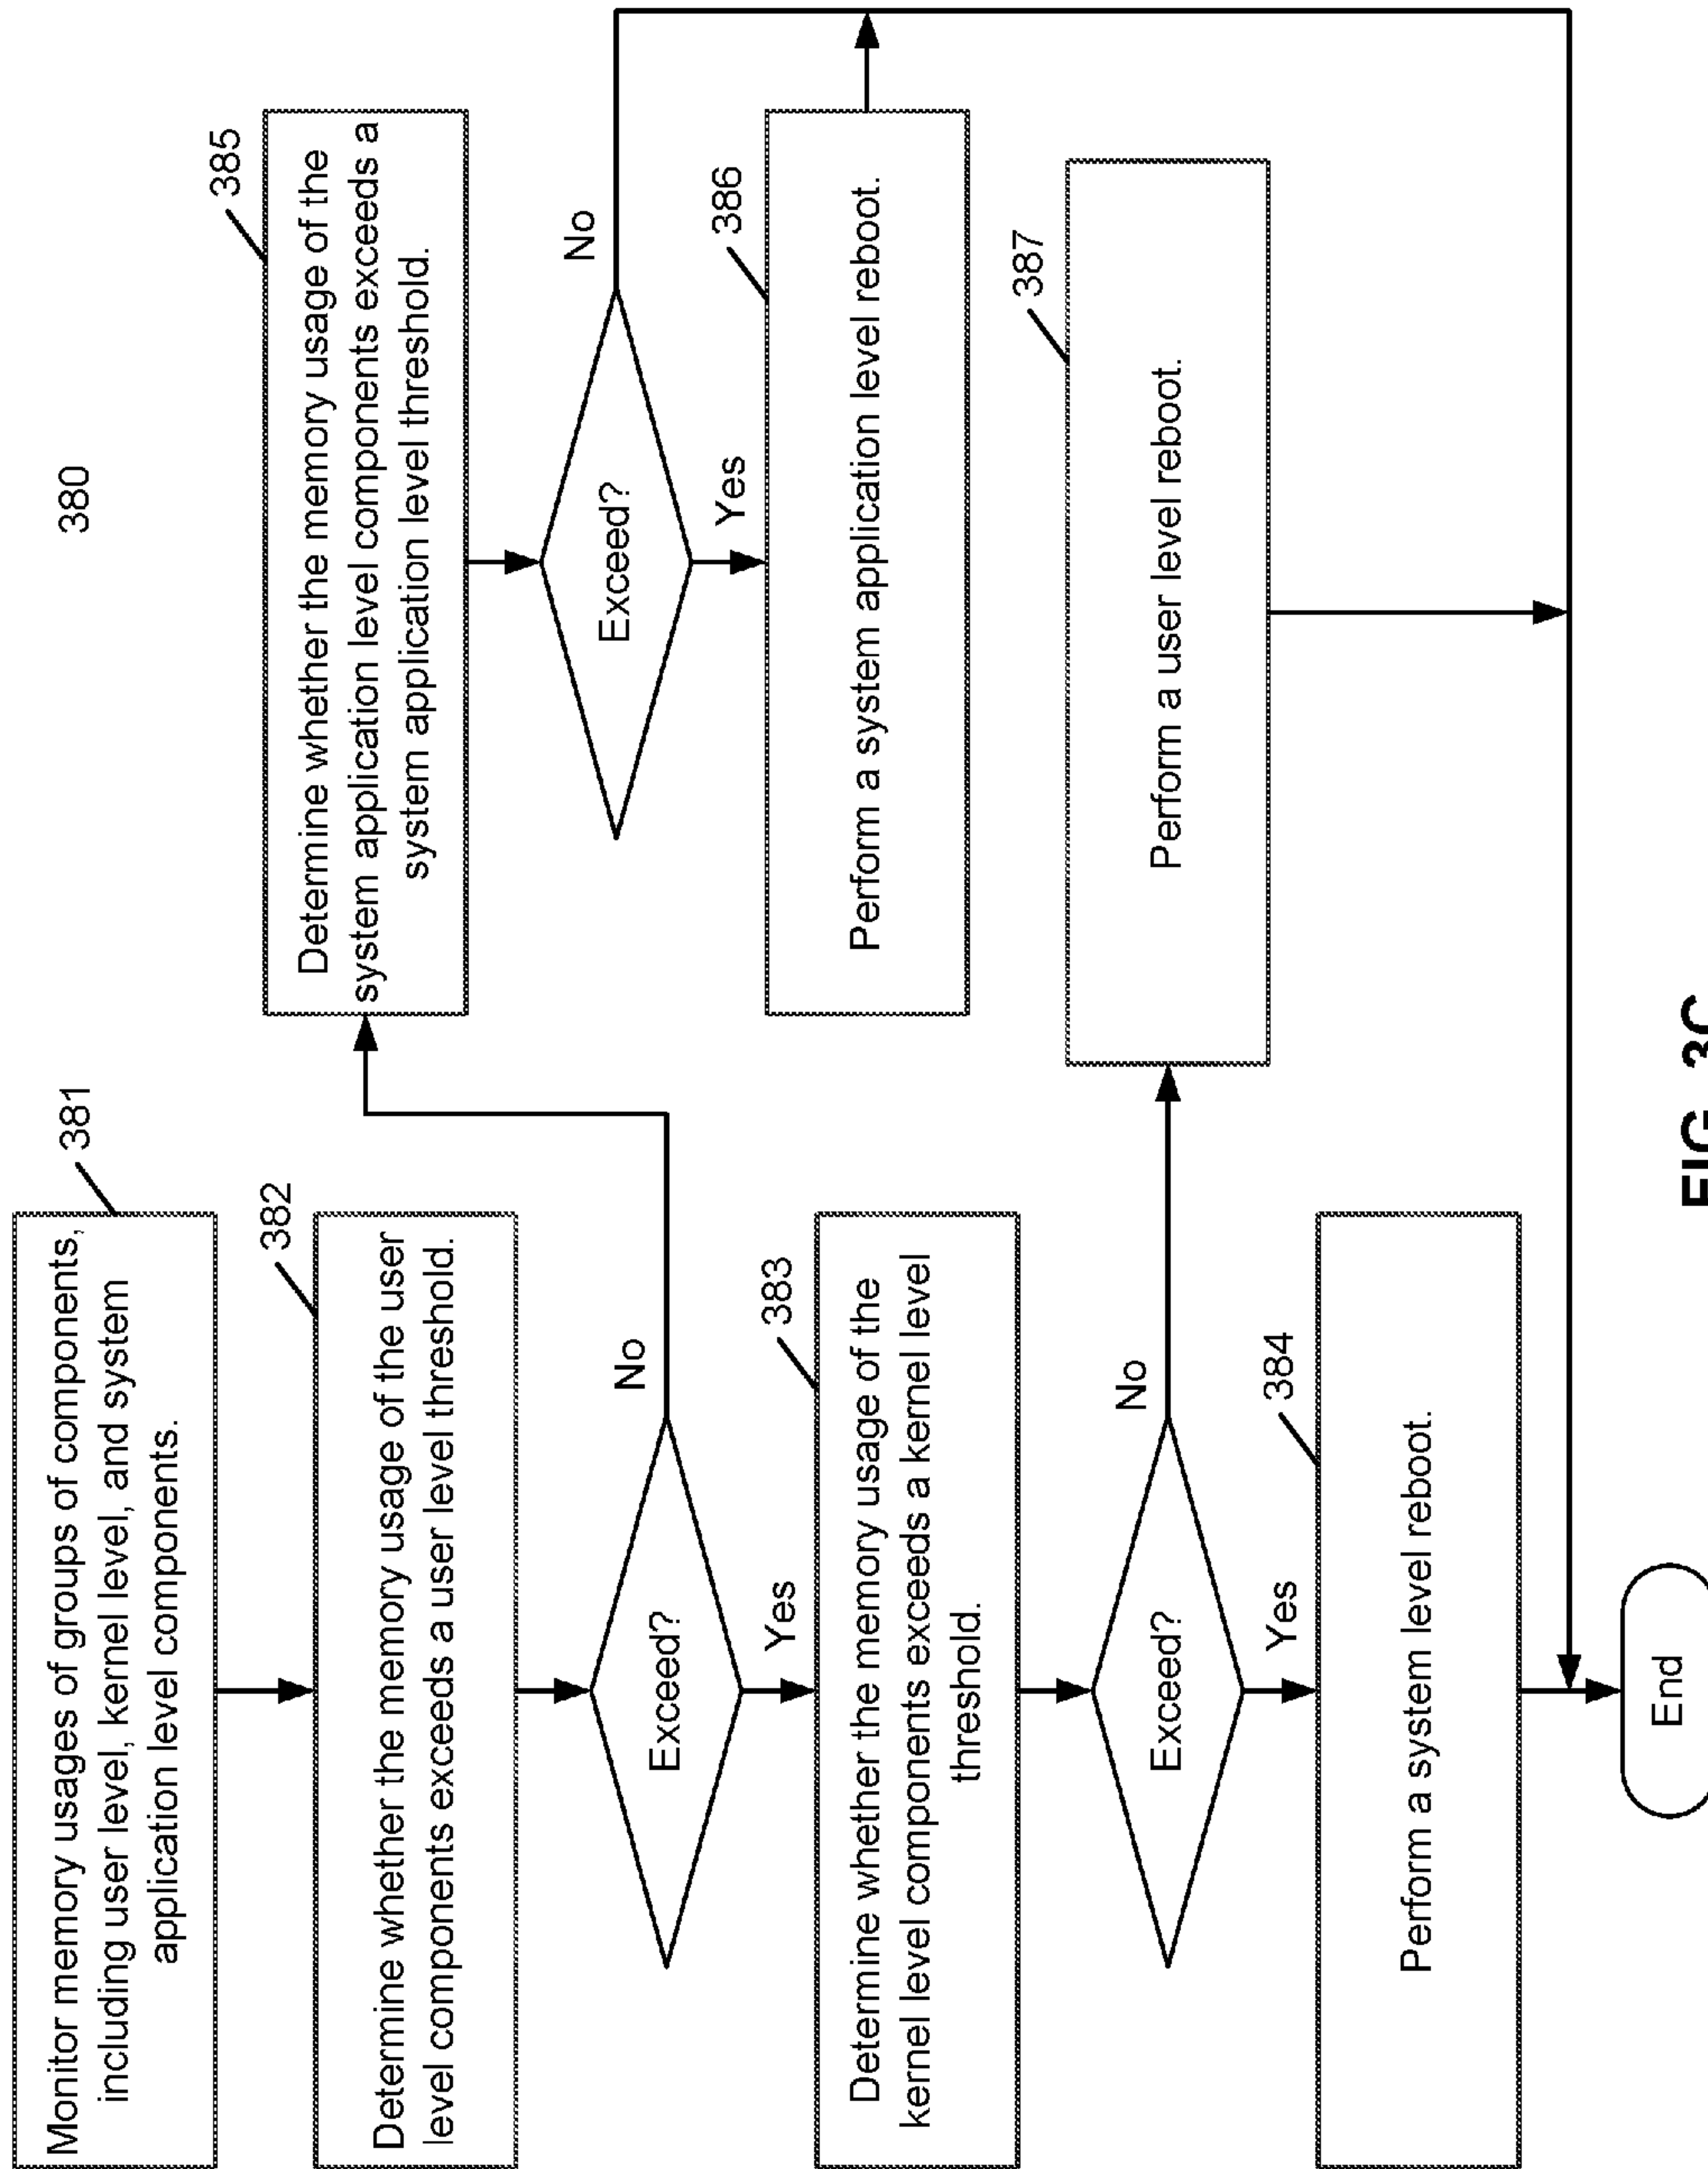 380
381
Monitor memory usages of groups of components,
including user level, kernel level, and system
application level components.
382
Determine whether the memory usage of the user
level components exceeds a user level threshold.
Exceed?
No
Yes
383
Determine whether the memory usage of the
kernel level components exceeds a kernel level
threshold.
Exceed?
No
Yes
384
Perform a system level reboot.
End
385
Determine whether the memory usage of the
system application level components exceeds a
system application level threshold.
Exceed?
No
Yes
386
Perform a system application level reboot.
387
Perform a user level reboot.
FIG. 3C